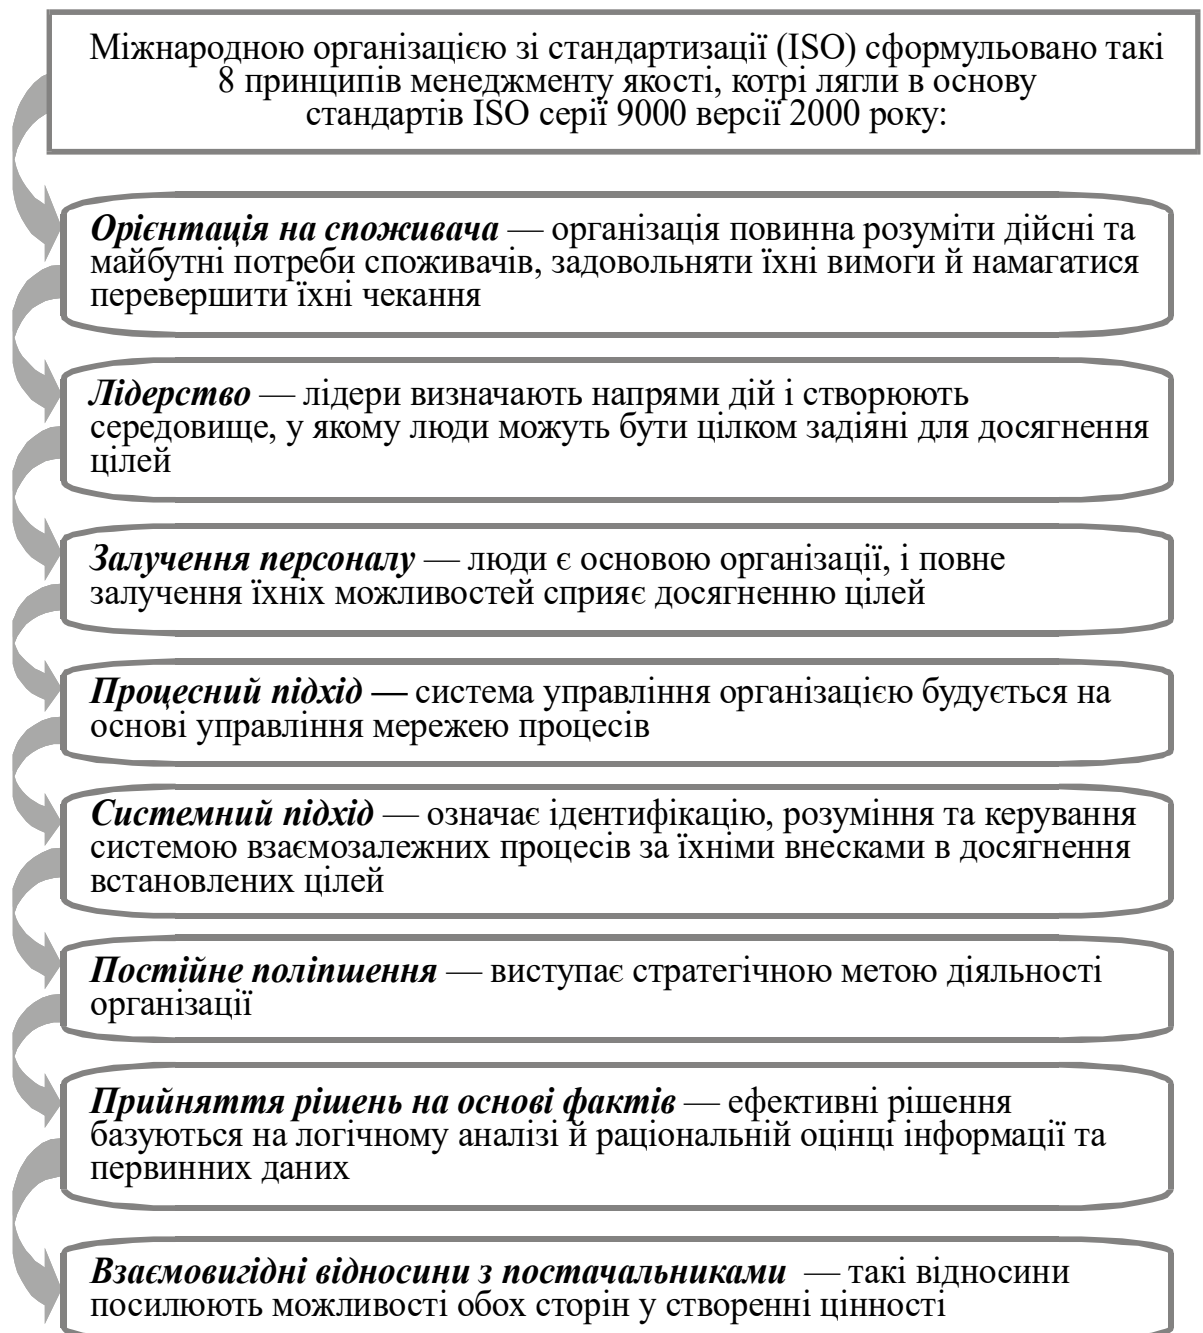 Міжнародною організацією зі стандартизації (ISO) сформульовано такі
8 принципів менеджменту якості, котрі лягли в основу
стандартів ISO серії 9000 версії 2000 року:
Орієнтація на споживача — організація повинна розуміти дійсні та
майбутні потреби споживачів, задовольняти їхні вимоги й намагатися
перевершити їхні чекання
Лідерство — лідери визначають напрями дій і створюють
середовище, у якому люди можуть бути цілком задіяні для досягнення
цілей
Залучення персоналу — люди є основою організації, і повне
залучення їхніх можливостей сприяє досягненню цілей
Процесний підхід — система управління організацією будується на
основі управління мережею процесів
Системний підхід — означає ідентифікацію, розуміння та керування
системою взаємозалежних процесів за їхніми внесками в досягнення
встановлених цілей
Постійне поліпшення — виступає стратегічною метою діяльності
організації
Прийняття рішень на основі фактів — ефективні рішення
базуються на логічному аналізі й раціональній оцінці інформації та
первинних даних
Взаємовигідні відносини з постачальниками — такі відносини
посилюють можливості обох сторін у створенні цінності